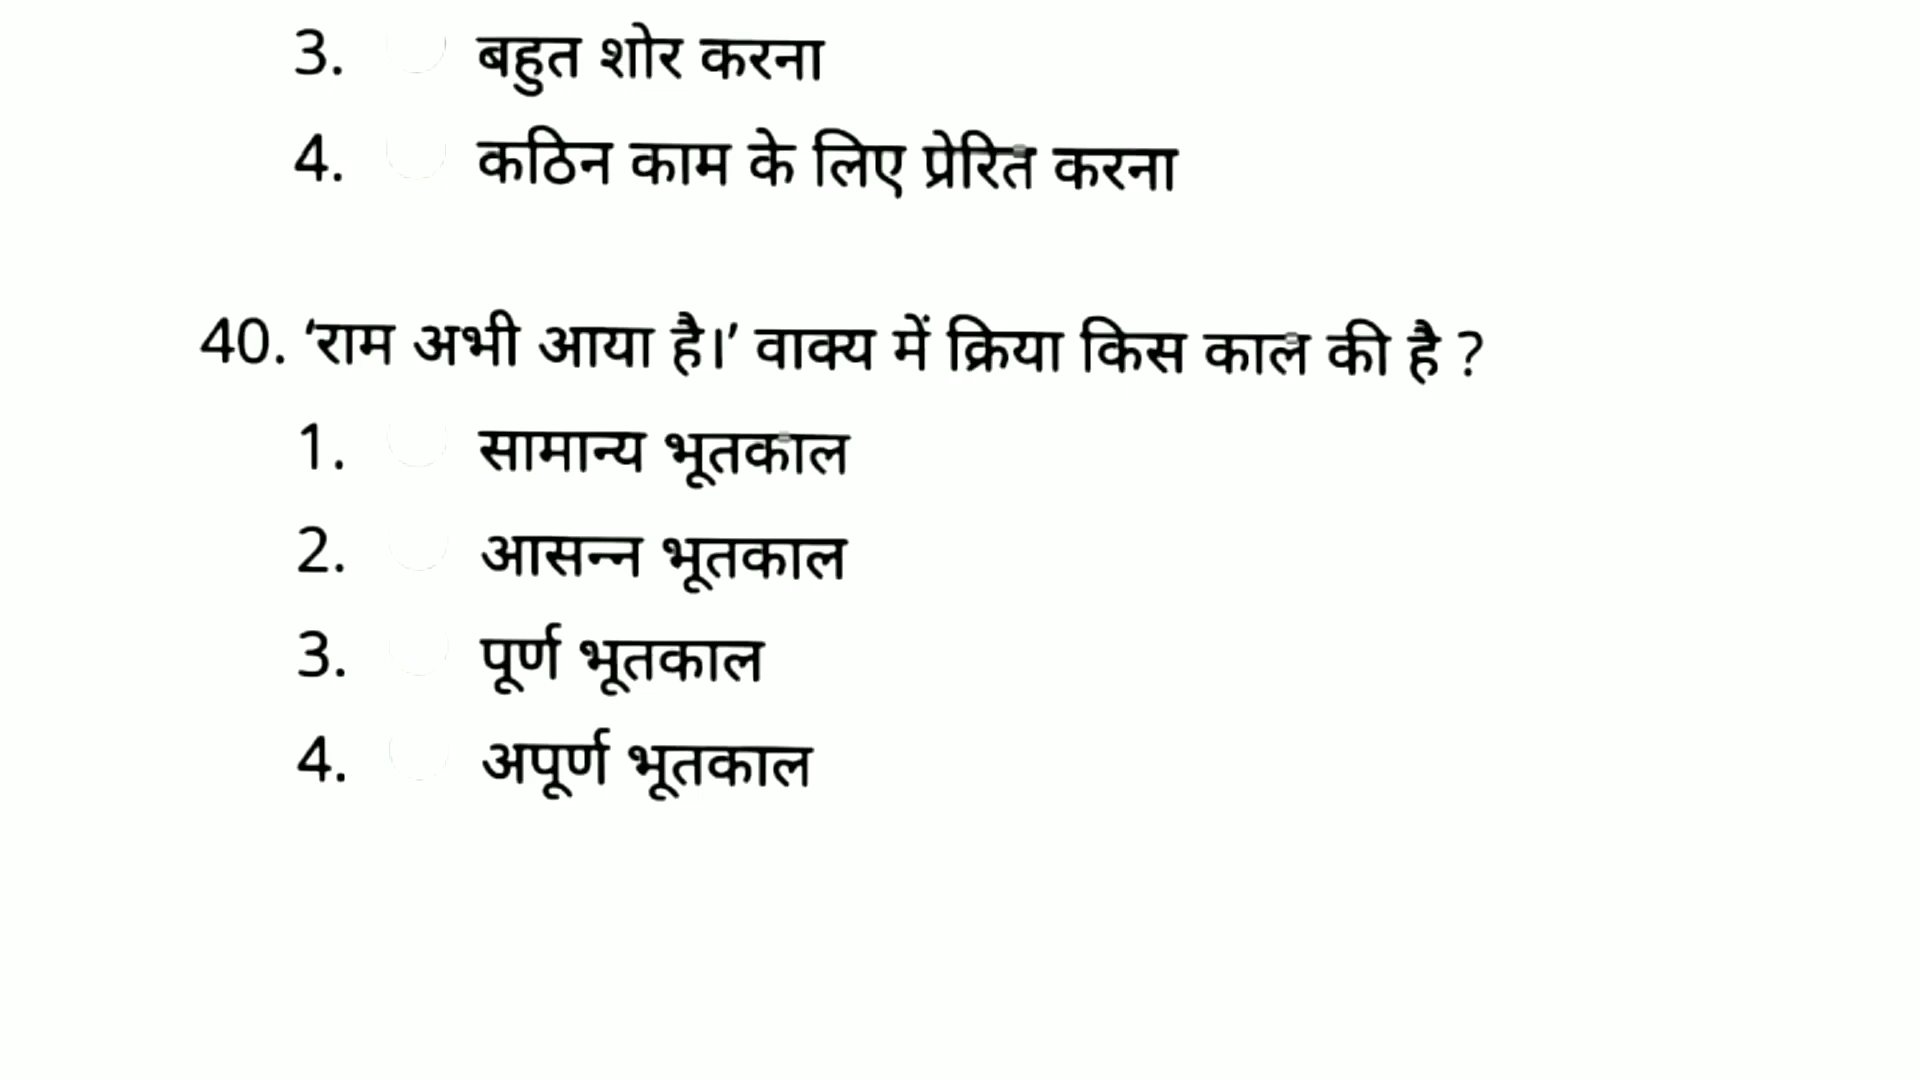 3. बहुत शोर करना
4. कठिन काम के लिए प्रेरित करना
40. ‘राम अभी आया है।’ वाक्य में क्रिया किस काल की है ?
1. सामान्य भूतकाल
2. आसन्न भूतकाल
3. पूर्ण भूतकाल
4. अपूर्ण भूतकाल